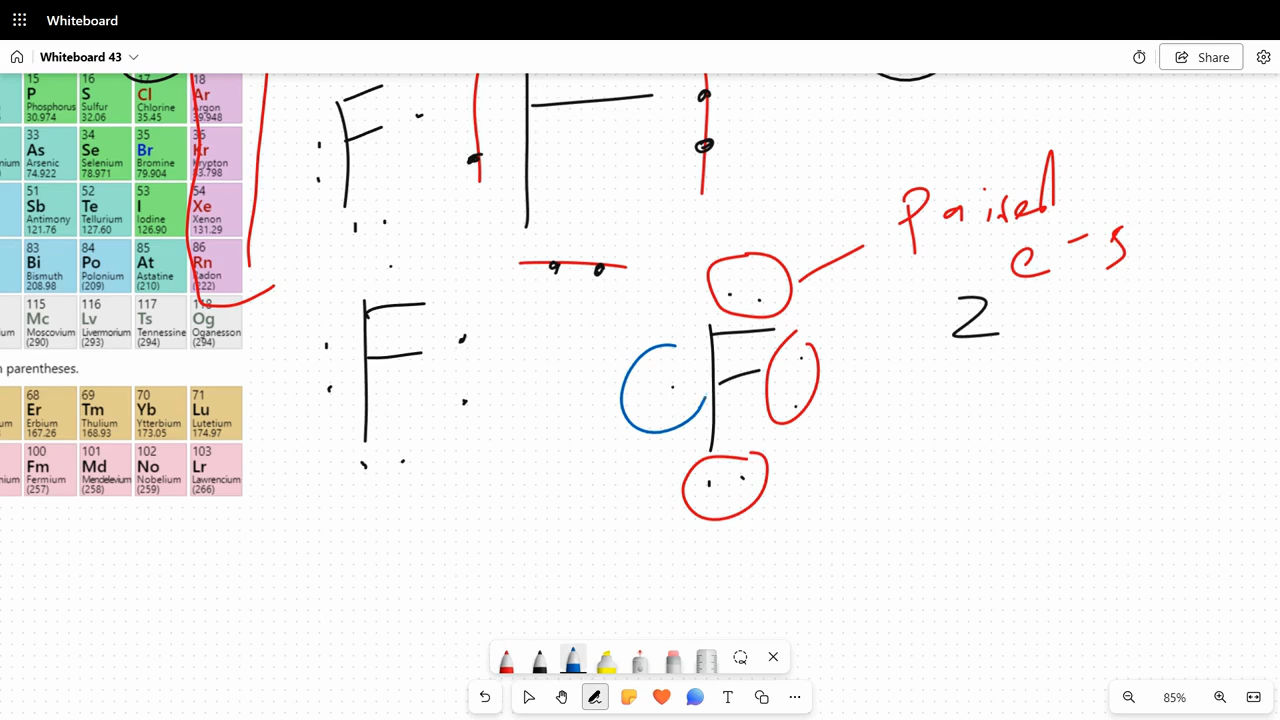 Whiteboard
Whiteboard 43
Share
15 16 17 18
P S Cl Ar
Phosphorus Sulfur Chlorine Argon
30.974 32.06 35.45 39.948
33 34 35 36
As Se Br Kr
Arsenic Selenium Bromine Krypton
74.922 78.971 79.904 83.798
51 52 53 54
Sb Te I Xe
Antimony Tellurium Iodine Xenon
121.76 127.60 126.90 131.29
83 84 85 86
Bi Po At Rn
Bismuth Polonium Astatine Radon
208.98 (209) (210) (222)
115 116 117 118
Mc Lv Ts Og
Moscovium Livermorium Tennessine Oganesson
(290) (293) (294) (294)
n parentheses.
68 69 70 71
Er Tm Yb Lu
Erbium Thulium Ytterbium Lutetium
167.26 168.93 173.05 174.97
100 101 102 103
Fm Md No Lr
Fermium Mendelevium Nobelium Lawrencium
(257) (258) (259) (266)
F F
Paired
e-s
2
F F
85%